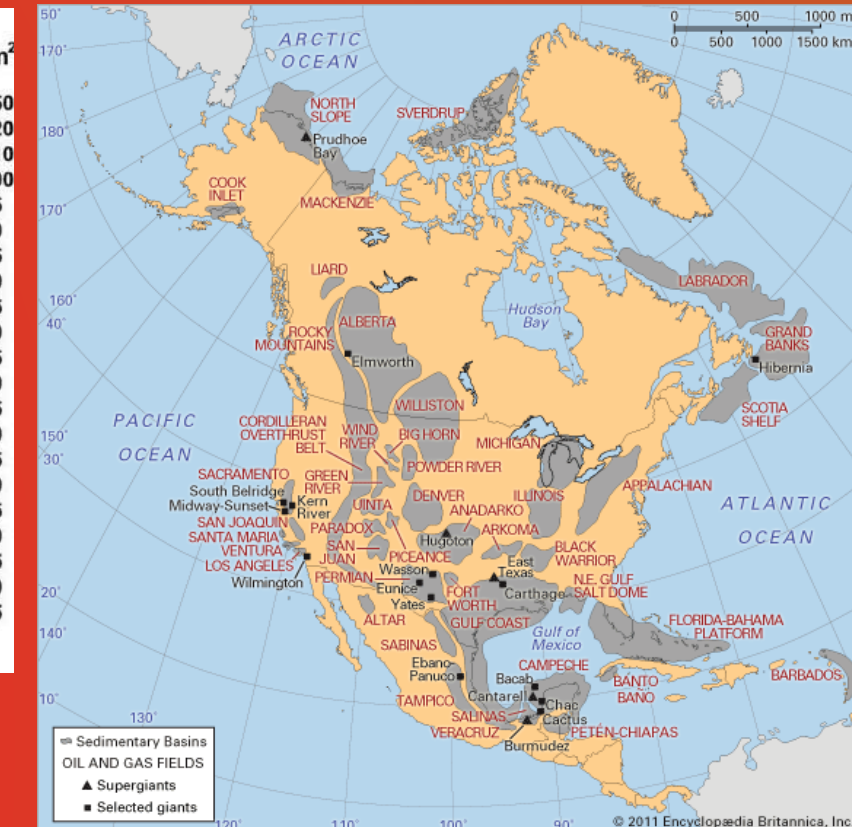 n²
50
20
10
00
50°
170°
180°
170°
160°
40°
150°
30°
20°
140°
10°
130°
120°
110°
100°
90°
0 500 1000 m
0 500 1000 1500 km
ARCTIC
OCEAN
NORTH
SLOPE
Prudhoe
Bay
SVERDRUP
COOK
INLET
MACKENZIE
LIARD
LABRADOR
Hudson
Bay
ALBERTA
ROCKY
MOUNTAINS
Elmworth
GRAND
BANKS
Hibernia
SCOTIA
SHELF
WILLISTON
PACIFIC
OCEAN
CORDILLERAN
OVERTHRUST
BELT
WIND
RIVER
BIG HORN
MICHIGAN
POWDER RIVER
SACRAMENTO
South Belridge
Midway-Sunset
Kern
River
GREEN
RIVER
UINTA
DENVER
ILLINOIS
APPALACHIAN
ANADARKO
ARKOMA
ATLANTIC
OCEAN
SAN JOAQUIN
SANTA MARIA
VENTURA
LOS ANGELES
Wilmington
PARADOX
SAN
JUAN
PICEANCE
Hugoton
BLACK
WARRIOR
East
Texas
Carthage
N.E. GULF
SALT DOME
PERMIAN
Wasson
Eunice
Yates
FORT
WORTH
GULF COAST
ALTAR
FLORIDA-BAHAMA
PLATFORM
Gulf of
Mexico
SABINAS
Ebano-
Panuco
CAMPECHE
Bacab
Cantarell
Chac
Cactus
BANTO
BAÑO
BARBADOS
TAMPICO
SALINAS
VERACRUZ
Burmudez
PETÉN-CHIAPAS
Sedimentary Basins
OIL AND GAS FIELDS
Supergiants
Selected giants
© 2011 Encyclopædia Britannica, Inc